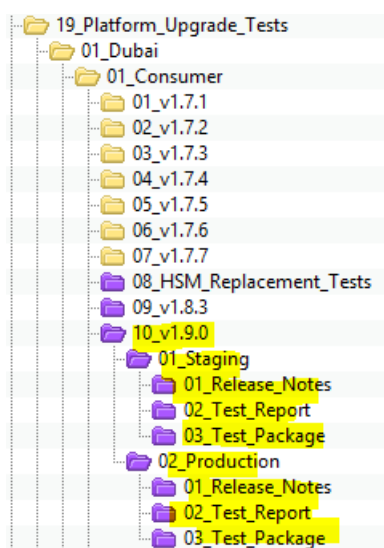 19_Platform_Upgrade_Tests
01_Dubai
01_Consumer
01_v1.7.1
02_v1.7.2
03_v1.7.3
04_v1.7.4
05_v1.7.5
06_v1.7.6
07_v1.7.7
08_HSM_Replacement_Tests
09_v1.8.3
10_v1.9.0
01_Staging
01_Release_Notes
02_Test_Report
03_Test_Package
02_Production
01_Release_Notes
02_Test_Report
03_Test_Package